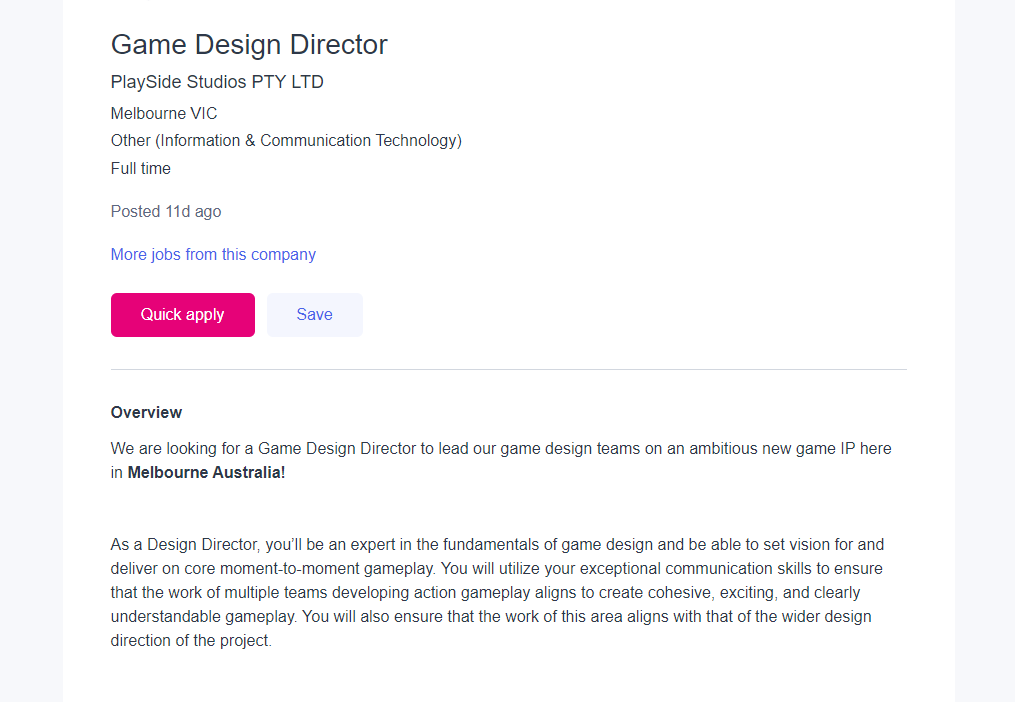 Game Design Director
PlaySide Studios PTY LTD
Melbourne VIC
Other (Information & Communication Technology)
Full time
Posted 11d ago
More jobs from this company
Quick apply
Save
Overview
We are looking for a Game Design Director to lead our game design teams on an ambitious new game IP here
in Melbourne Australia!
As a Design Director, you’ll be an expert in the fundamentals of game design and be able to set vision for and
deliver on core moment-to-moment gameplay. You will utilize your exceptional communication skills to ensure
that the work of multiple teams developing action gameplay aligns to create cohesive, exciting, and clearly
understandable gameplay. You will also ensure that the work of this area aligns with that of the wider design
direction of the project.